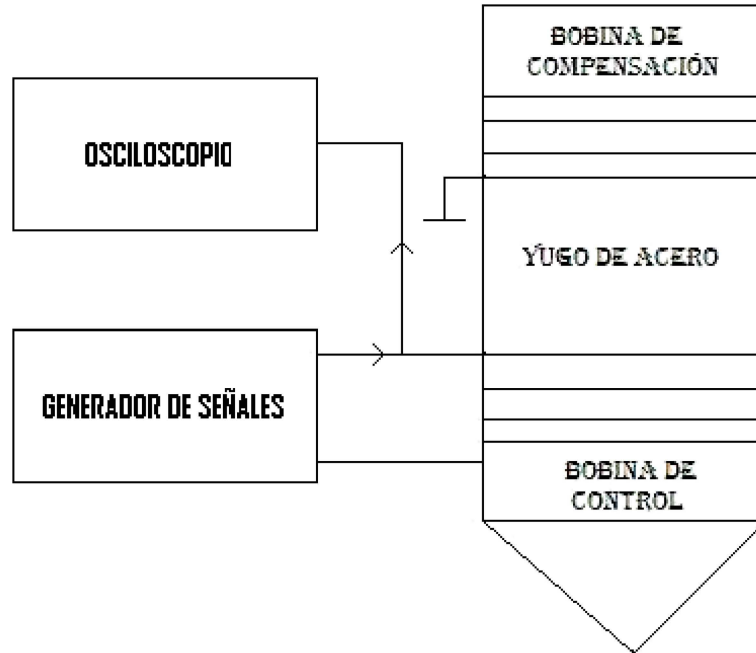 BOBINA DE
COMPENSACIÓN
OSCILOSCOPIO
YUGO DE ACERO
GENERADOR DE SEÑALES
BOBINA DE
CONTROL